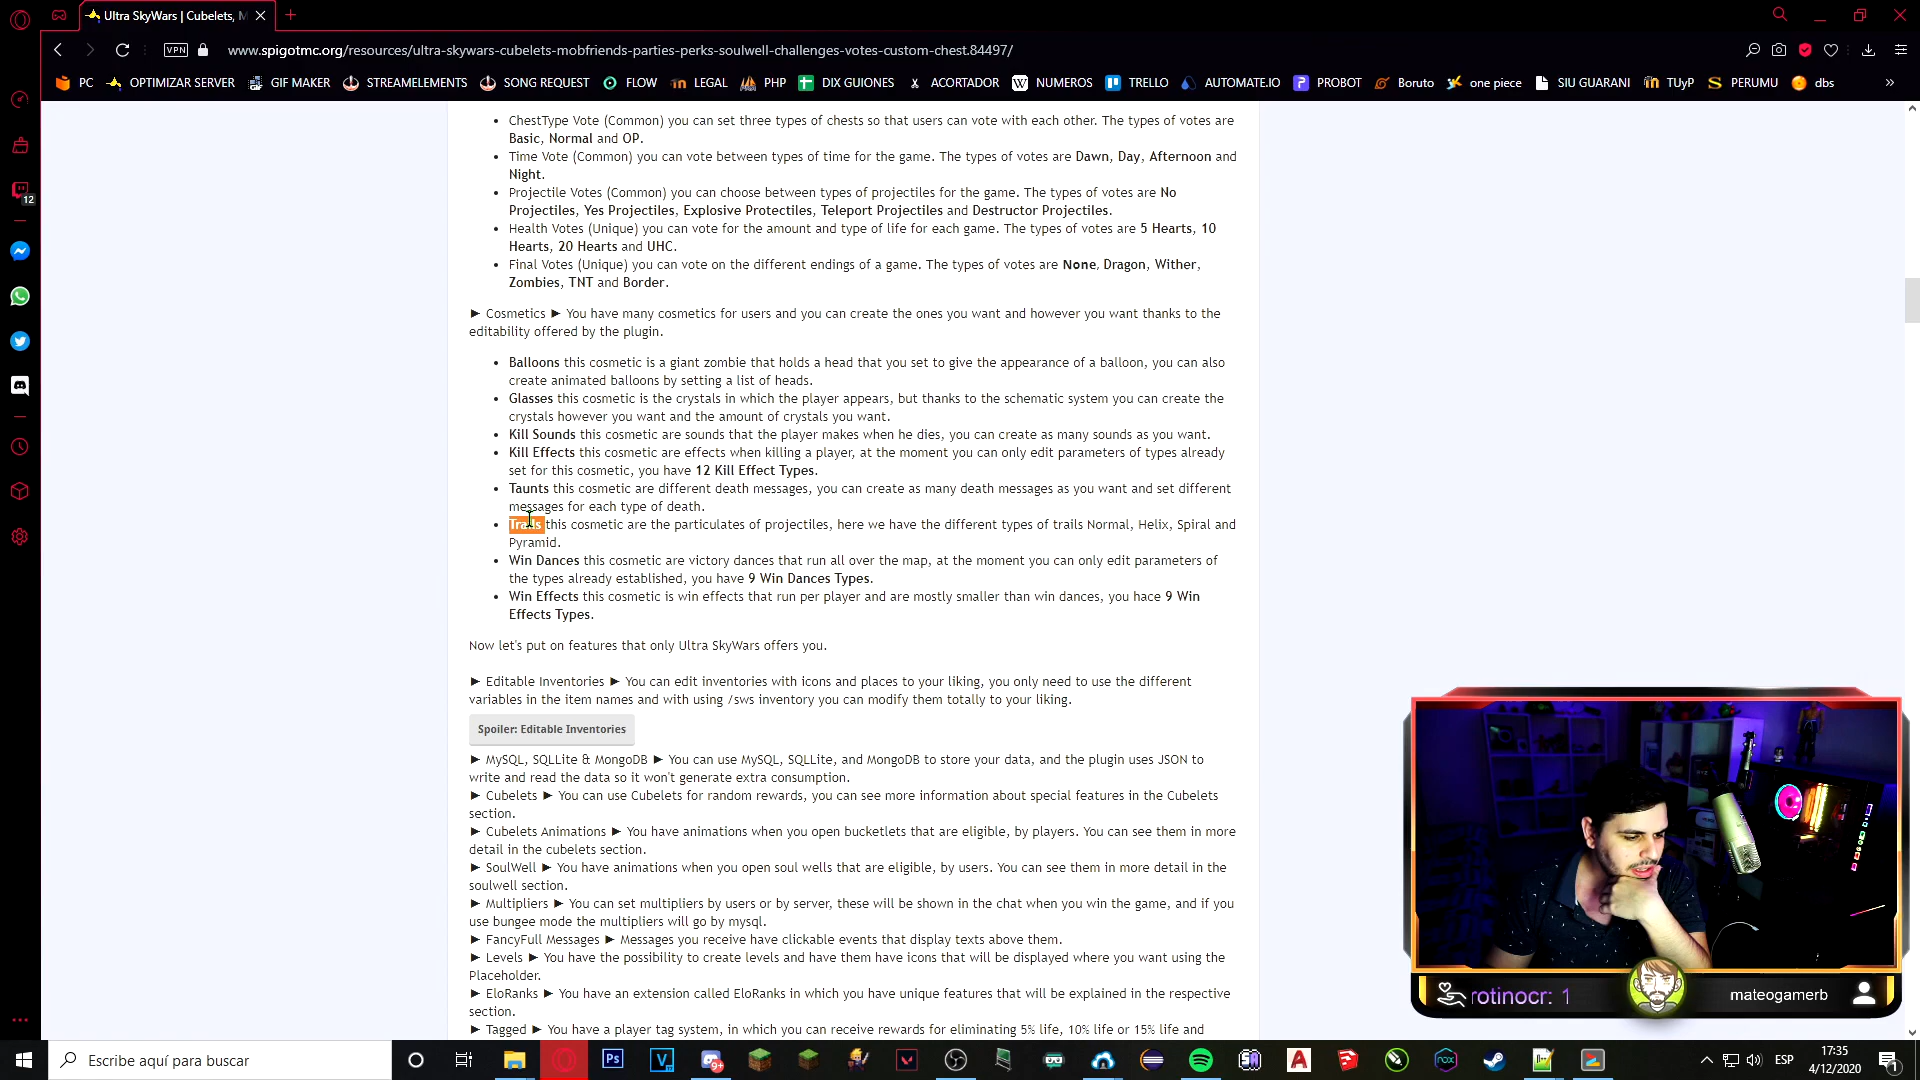 Ultra SkyWars | Cubelets, M
VPN
www.spigotmc.org/resources/ultra-skywars-cubelets-mobfriends-parties-perks-soulwell-challenges-votes-custom-chest.84497/
PC OPTIMIZAR SERVER GIF MAKER STREAMELEMENTS SONG REQUEST FLOW LEGAL PHP DIX GUIONES ACORTADOR NUMEROS TRELLO AUTOMATE.IO PROBOT Boruto one piece SIU GUARANI TUyP PERUMU dbs »
12
• ChestType Vote (Common) you can set three types of chests so that users can vote with each other. The types of votes are
Basic, Normal and OP.
• Time Vote (Common) you can vote between types of time for the game. The types of votes are Dawn, Day, Afternoon and
Night.
• Projectile Votes (Common) you can choose between types of projectiles for the game. The types of votes are No
Projectiles, Yes Projectiles, Explosive Protectiles, Teleport Projectiles and Destructor Projectiles.
• Health Votes (Unique) you can vote for the amount and type of life for each game. The types of votes are 5 Hearts, 10
Hearts, 20 Hearts and UHC.
• Final Votes (Unique) you can vote on the different endings of a game. The types of votes are None, Dragon, Wither,
Zombies, TNT and Border.
► Cosmetics ► You have many cosmetics for users and you can create the ones you want and however you want thanks to the
editability offered by the plugin.
• Balloons this cosmetic is a giant zombie that holds a head that you set to give the appearance of a balloon, you can also
create animated balloons by setting a list of heads.
• Glasses this cosmetic is the crystals in which the player appears, but thanks to the schematic system you can create the
crystals however you want and the amount of crystals you want.
• Kill Sounds this cosmetic are sounds that the player makes when he dies, you can create as many sounds as you want.
• Kill Effects this cosmetic are effects when killing a player, at the moment you can only edit parameters of types already
set for this cosmetic, you have 12 Kill Effect Types.
• Taunts this cosmetic are different death messages, you can create as many death messages as you want and set different
messages for each type of death.
• Trails this cosmetic are the particulates of projectiles, here we have the different types of trails Normal, Helix, Spiral and
Pyramid.
• Win Dances this cosmetic are victory dances that run all over the map, at the moment you can only edit parameters of
the types already established, you have 9 Win Dances Types.
• Win Effects this cosmetic is win effects that run per player and are mostly smaller than win dances, you hace 9 Win
Effects Types.
Now let's put on features that only Ultra SkyWars offers you.
► Editable Inventories ► You can edit inventories with icons and places to your liking, you only need to use the different
variables in the item names and with using /sws inventory you can modify them totally to your liking.
Spoiler: Editable Inventories
► MySQL, SQLLite & MongoDB ► You can use MySQL, SQLLite, and MongoDB to store your data, and the plugin uses JSON to
write and read the data so it won't generate extra consumption.
► Cubelets ► You can use Cubelets for random rewards, you can see more information about special features in the Cubelets
section.
► Cubelets Animations ► You have animations when you open bucketlets that are eligible, by players. You can see them in more
detail in the cubelets section.
► SoulWell ► You have animations when you open soul wells that are eligible, by users. You can see them in more detail in the
soulwell section.
► Multipliers ► You can set multipliers by users or by server, these will be shown in the chat when you win the game, and if you
use bungee mode the multipliers will go by mysql.
► FancyFull Messages ► Messages you receive have clickable events that display texts above them.
► Levels ► You have the possibility to create levels and have them have icons that will be displayed where you want using the
Placeholder.
► EloRanks ► You have an extension called EloRanks in which you have unique features that will be explained in the respective
section.
► Tagged ► You have a player tag system, in which you can receive rewards for eliminating 5% life, 10% life or 15% life and
rotinocr: 1
mateogamerb
Escribe aquí para buscar
ESP
17:35
4/12/2020